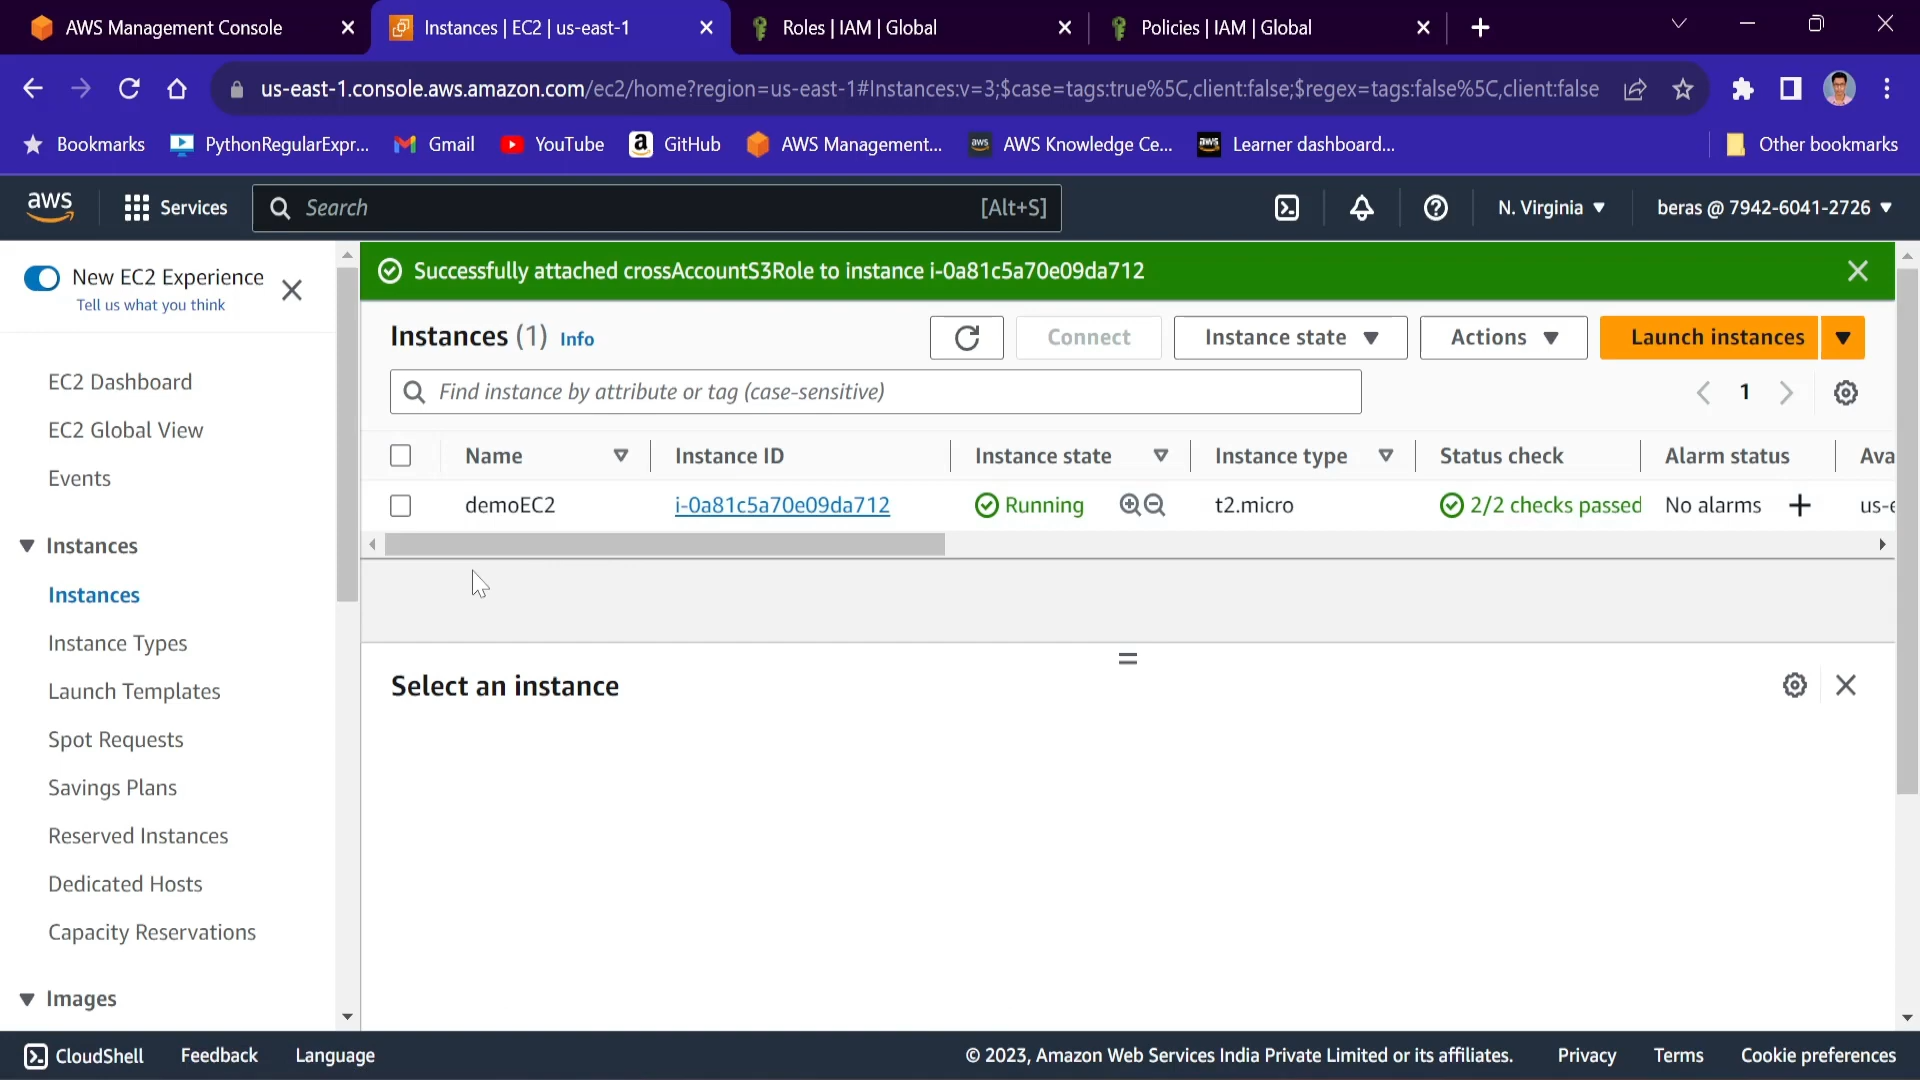 AWS Management Console
Instances | EC2 | us-east-1
Roles | IAM | Global
Policies | IAM | Global
us-east-1.console.aws.amazon.com/ec2/home?region=us-east-1#Instances:v=3;$case=tags:true%5C,client:false;$regex=tags:false%5C,client:false
Bookmarks
PythonRegularExpr...
Gmail
YouTube
GitHub
AWS Management...
AWS Knowledge Ce...
Learner dashboard...
Other bookmarks
aws
Services
Search
[Alt+S]
N. Virginia
beras @ 7942-6041-2726
New EC2 Experience
Tell us what you think
EC2 Dashboard
EC2 Global View
Events
Instances
Instances
Instance Types
Launch Templates
Spot Requests
Savings Plans
Reserved Instances
Dedicated Hosts
Capacity Reservations
Images
Successfully attached crossAccountS3Role to instance i-0a81c5a70e09da712
Instances (1) Info
Connect
Instance state
Actions
Launch instances
Find instance by attribute or tag (case-sensitive)
1
Name
Instance ID
Instance state
Instance type
Status check
Alarm status
Ava
demoEC2
i-0a81c5a70e09da712
Running
t2.micro
2/2 checks passed
No alarms
us-e
Select an instance
CloudShell
Feedback
Language
© 2023, Amazon Web Services India Private Limited or its affiliates.
Privacy
Terms
Cookie preferences